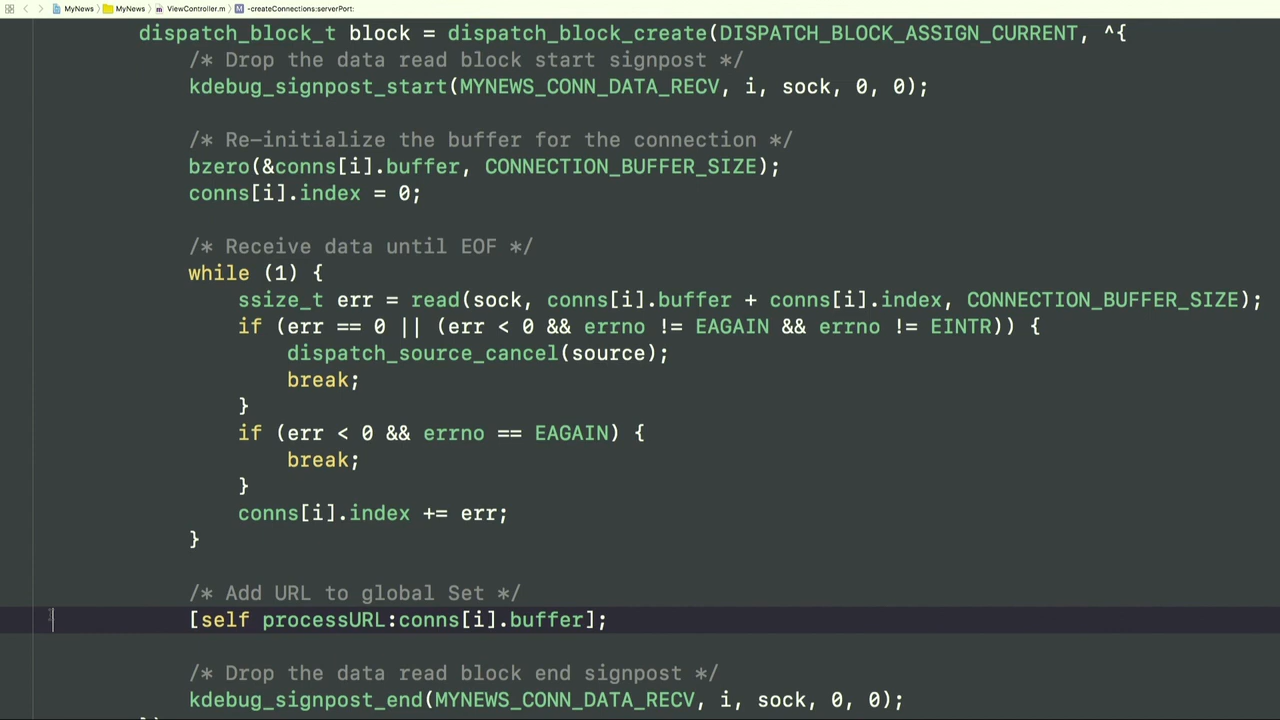 MyNews MyNews ViewController.m M -createConnections:serverPort:
dispatch_block_t block = dispatch_block_create(DISPATCH_BLOCK_ASSIGN_CURRENT, ^{
/* Drop the data read block start signpost */
kdebug_signpost_start(MYNEWS_CONN_DATA_RECV, i, sock, 0, 0);
/* Re-initialize the buffer for the connection */
bzero(&conns[i].buffer, CONNECTION_BUFFER_SIZE);
conns[i].index = 0;
/* Receive data until EOF */
while (1) {
ssize_t err = read(sock, conns[i].buffer + conns[i].index, CONNECTION_BUFFER_SIZE);
if (err == 0 || (err < 0 && errno != EAGAIN && errno != EINTR)) {
dispatch_source_cancel(source);
break;
}
if (err < 0 && errno == EAGAIN) {
break;
}
conns[i].index += err;
}
/* Add URL to global Set */
[self processURL:conns[i].buffer];
/* Drop the data read block end signpost */
kdebug_signpost_end(MYNEWS_CONN_DATA_RECV, i, sock, 0, 0);